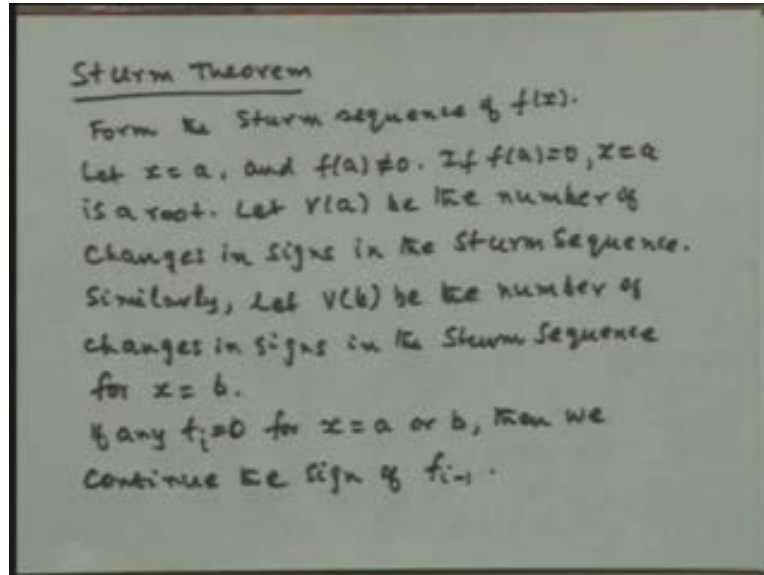 Sturm Theorem
Form the Sturm sequence of f(x).
Let x = a, and f(a) ≠ 0. If f(a) = 0, x = a
is a root. Let V(a) be the number of
changes in signs in the Sturm Sequence.
Similarly, Let V(b) be the number of
changes in signs in the Sturm Sequence
for x = b.
If any fᵢ = 0 for x = a or b, then we
continue the sign of fᵢ₋₁.